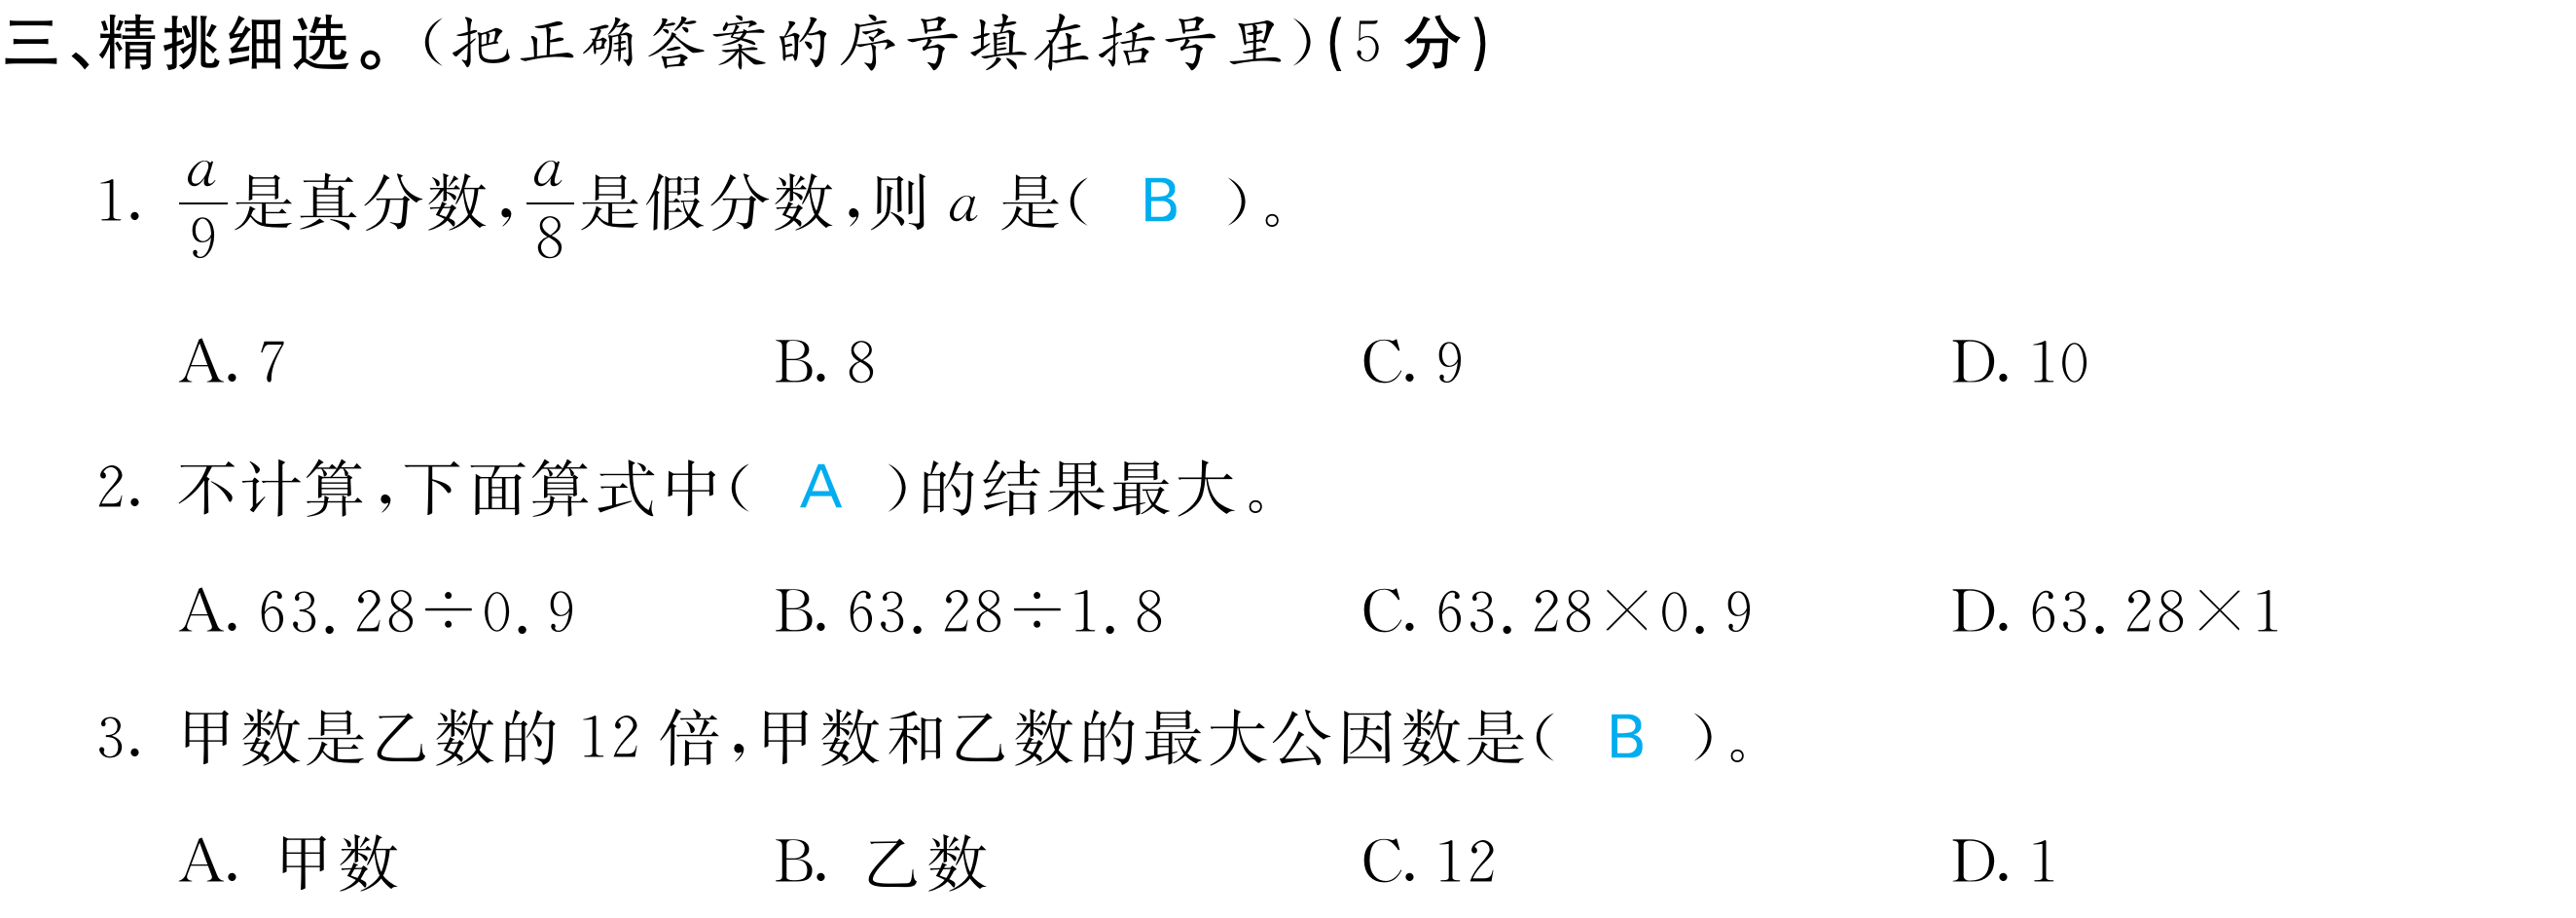 三、精挑细选。(把正确答案的序号填在括号里)(5 分)
1. a/9是真分数,a/8是假分数,则 a 是( B )。
A. 7 B. 8 C. 9 D. 10
2. 不计算,下面算式中( A )的结果最大。
A. 63.28÷0.9 B. 63.28÷1.8 C. 63.28×0.9 D. 63.28×1
3. 甲数是乙数的 12 倍,甲数和乙数的最大公因数是( B )。
A. 甲数 B. 乙数 C. 12 D. 1